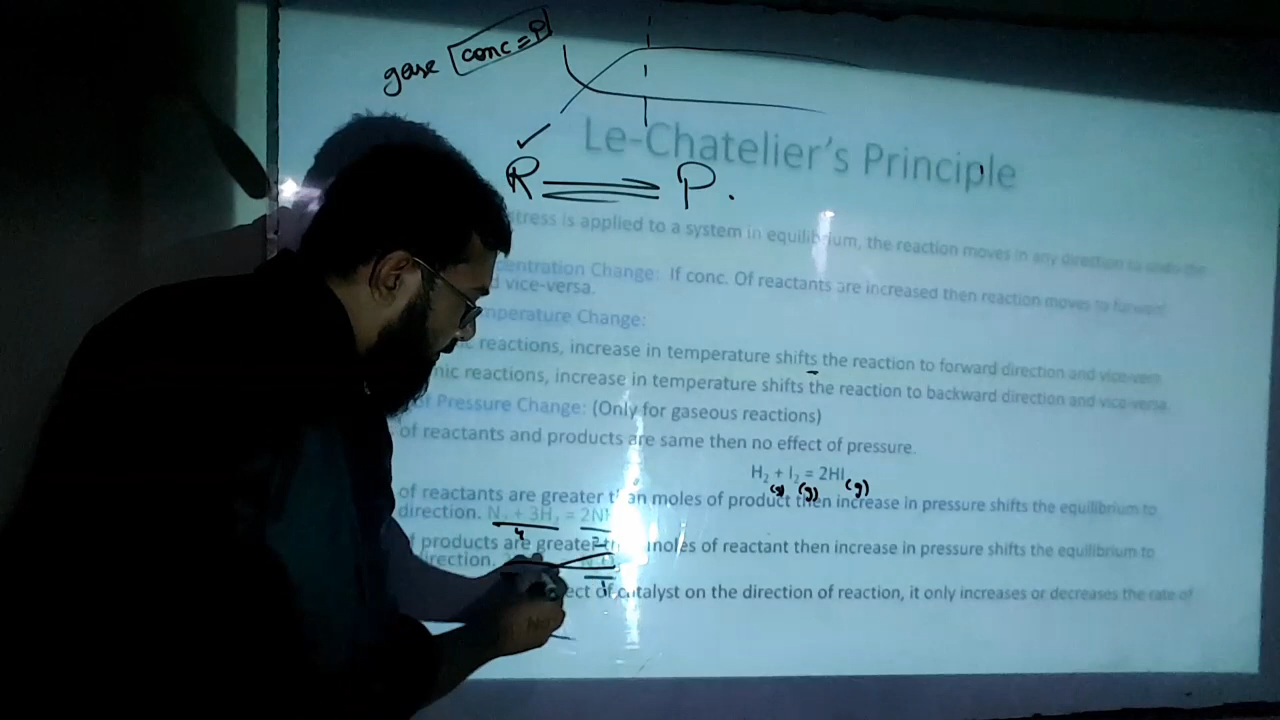 gase conc = P
Le-Chatelier's Principle
R ⇌ P.
stress is applied to a system in equilibrium, the reaction moves in any direction to undo the
Change: If conc. Of reactants are increased then reaction moves to forward
vice-versa.
Change:
reactions, increase in temperature shifts the reaction to forward direction and vice-versa
reactions, increase in temperature shifts the reaction to backward direction and vice-versa
of Pressure Change: (Only for gaseous reactions)
of reactants and products are same then no effect of pressure.
H₂ + I₂ = 2HI
(g) (g) (g)
of reactants are greater than moles of product then increase in pressure shifts the equilibrium to
direction. N₂ + 3H₂ = 2N
4 2
products are greater moles of reactant then increase in pressure shifts the equilibrium to
1
of catalyst on the direction of reaction, it only increases or decreases the rate of